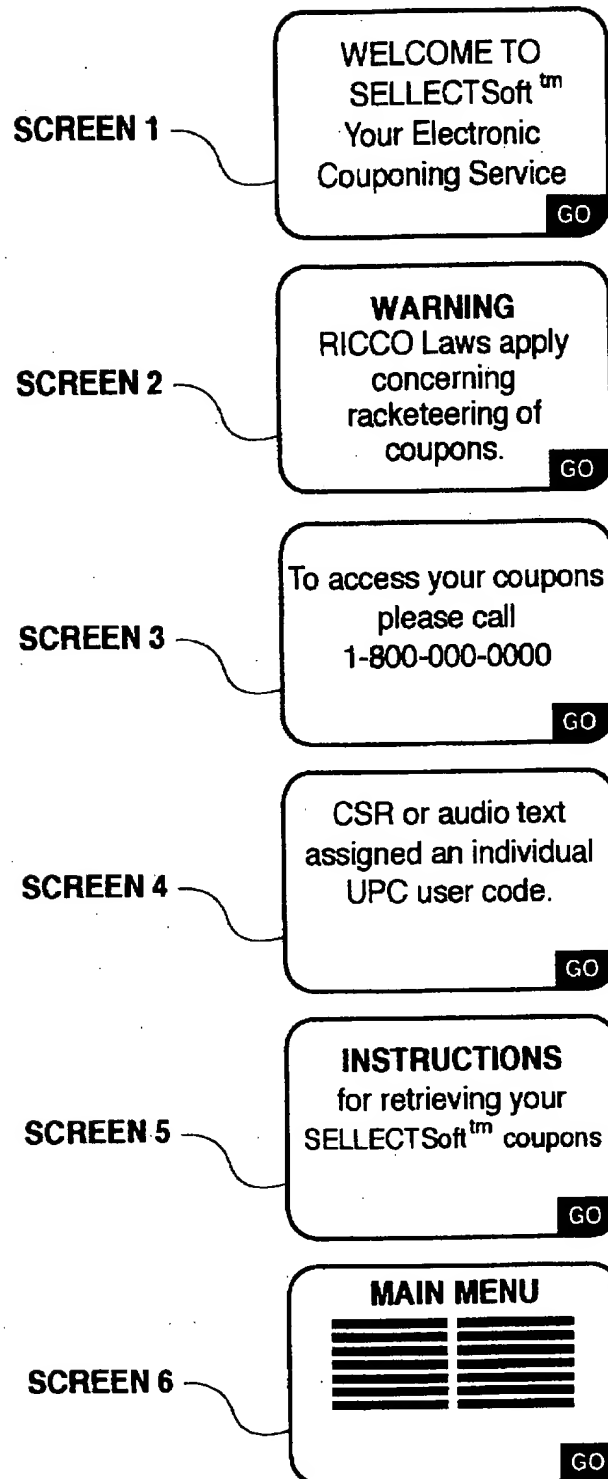 SCREEN 1
WELCOME TO
SELLECTSoft tm
Your Electronic
Couponing Service
GO
SCREEN 2
WARNING
RICCO Laws apply
concerning
racketeering of
coupons.
GO
SCREEN 3
To access your coupons
please call
1-800-000-0000
GO
SCREEN 4
CSR or audio text
assigned an individual
UPC user code.
GO
SCREEN 5
INSTRUCTIONS
for retrieving your
SELLECTSoft tm coupons
GO
SCREEN 6
MAIN MENU
GO